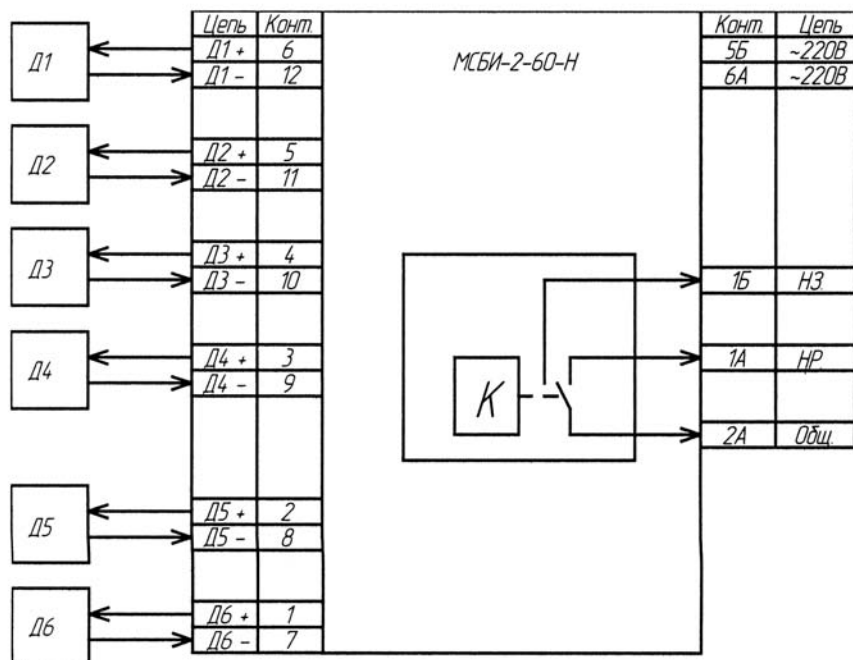 Цепь Конт. МСБИ-2-60-Н Конт. Цепь
Д1 Д1 + 6 5Б ~220В
Д1 - 12 6А ~220В
Д2 Д2 + 5
Д2 - 11
Д3 Д3 + 4
Д3 - 10 1Б НЗ.
Д4 Д4 + 3 1А НР.
Д4 - 9
К
2А Общ.
Д5 Д5 + 2
Д5 - 8
Д6 Д6 + 1
Д6 - 7